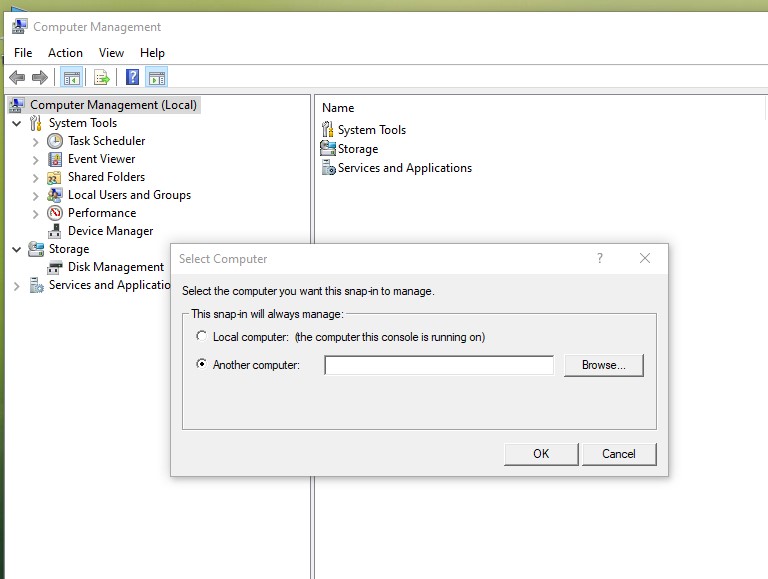 Computer Management
File Action View Help
Computer Management (Local)
System Tools
Task Scheduler
Event Viewer
Shared Folders
Local Users and Groups
Performance
Device Manager
Storage
Disk Management
Services and Applicatio
Name
System Tools
Storage
Services and Applications
Select Computer
Select the computer you want this snap-in to manage.
This snap-in will always manage:
Local computer: (the computer this console is running on)
Another computer:
Browse...
OK Cancel